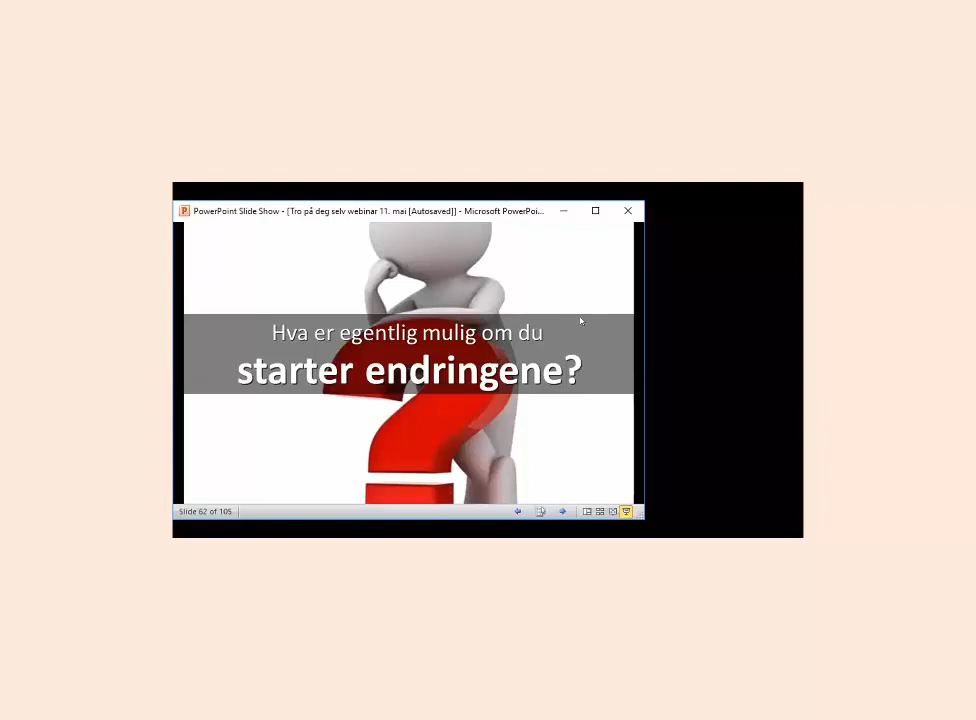 PowerPoint Slide Show - [Tro på deg selv webinar 11. mai [Autosaved]] - Microsoft PowerPoi...
Hva er egentlig mulig om du
starter endringene?
Slide 62 of 105